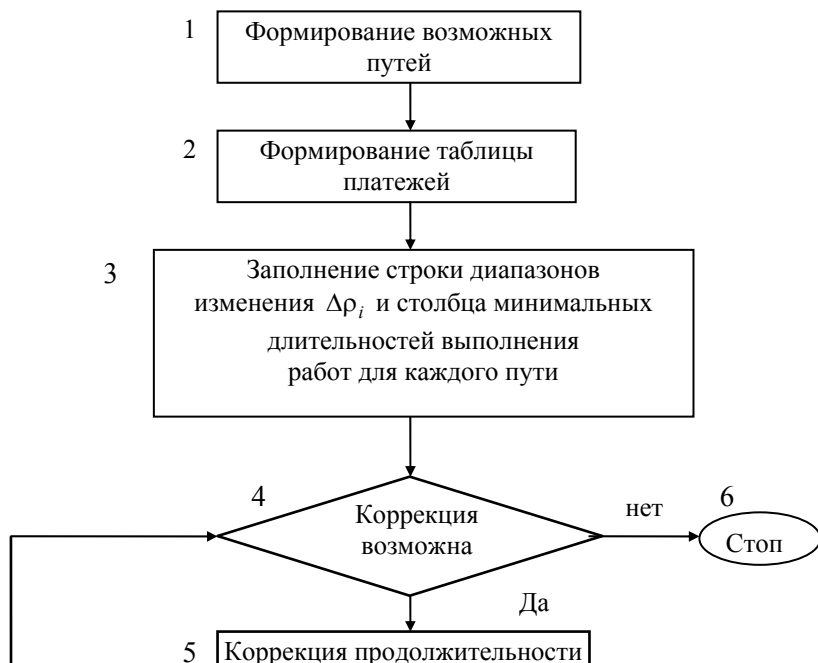 1
Формирование возможных
путей
2
Формирование таблицы
платежей
3
Заполнение строки диапазонов
изменения Δρi и столбца минимальных
длительностей выполнения
работ для каждого пути
4
Коррекция
возможна
нет
6
Стоп
Да
5
Коррекция продолжительности